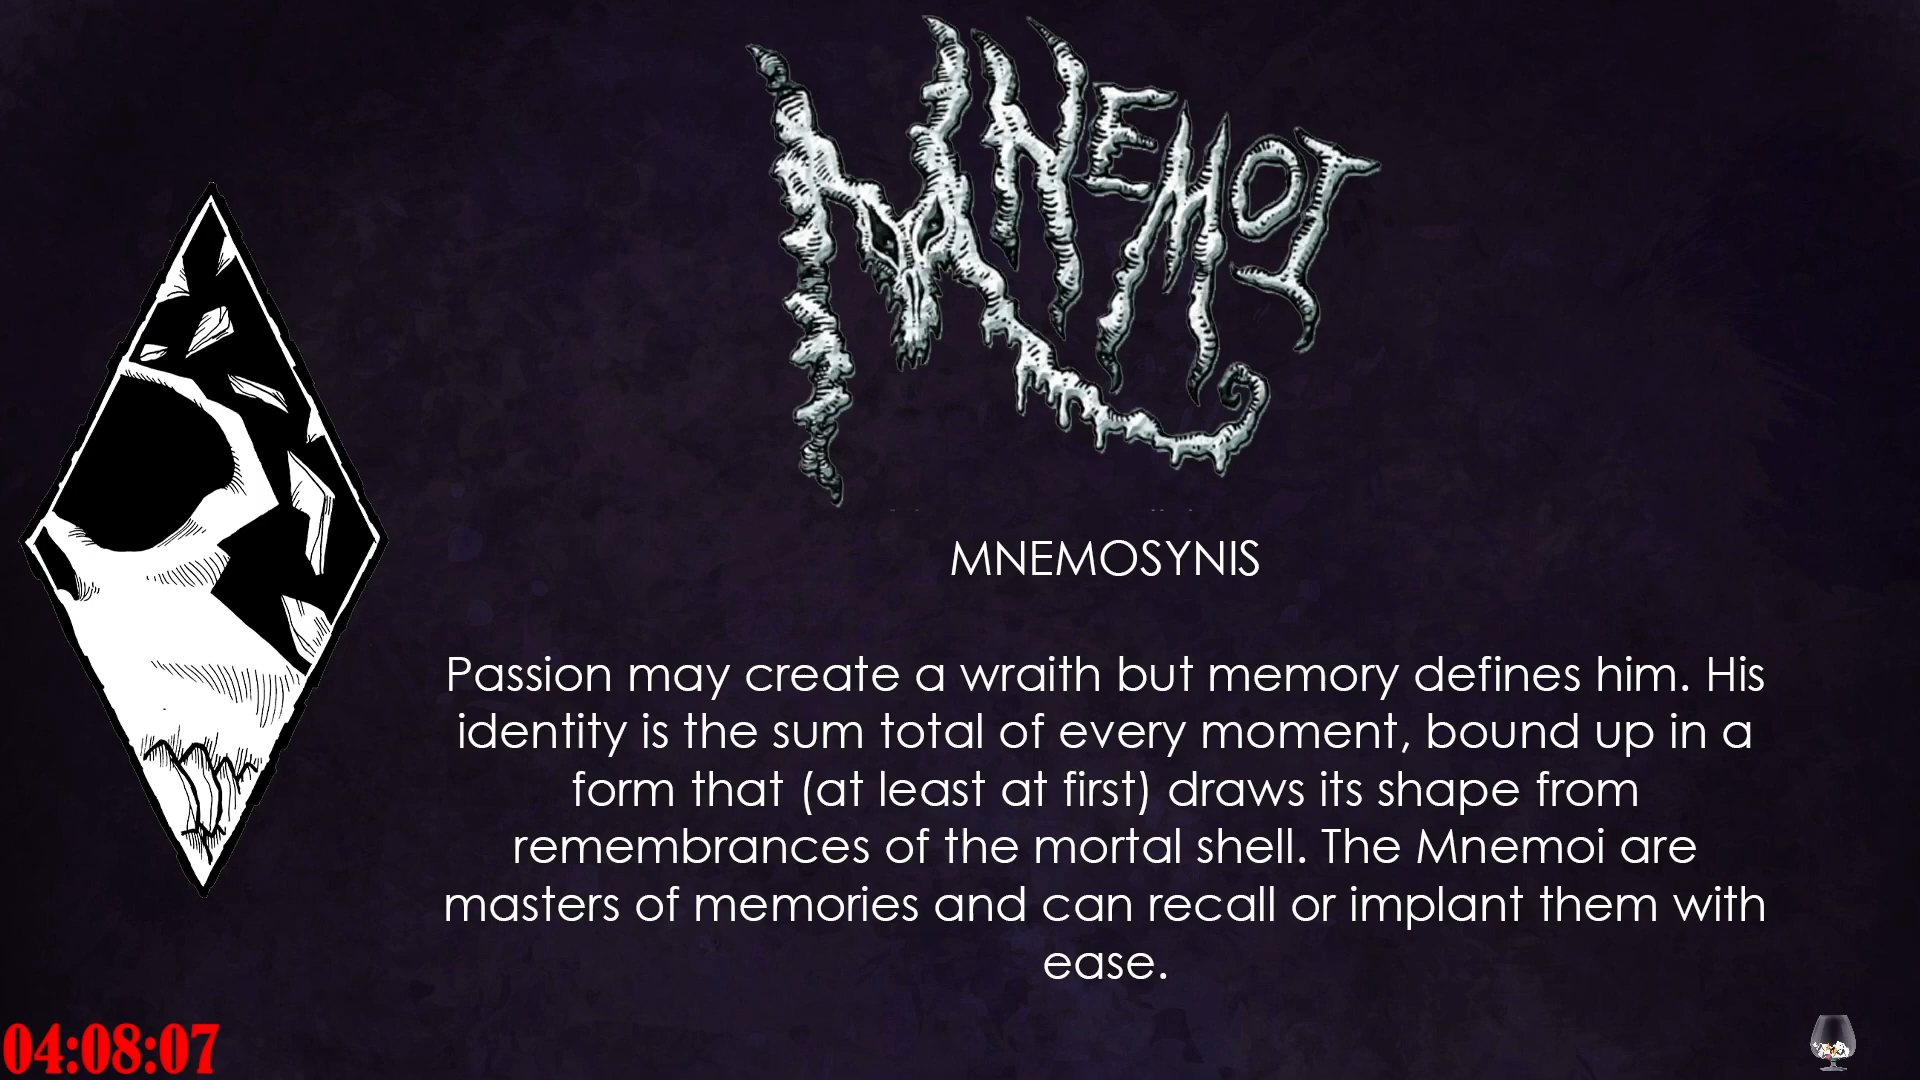 MNEMOI
MNEMOSYNIS
Passion may create a wraith but memory defines him. His
identity is the sum total of every moment, bound up in a
form that (at least at first) draws its shape from
remembrances of the mortal shell. The Mnemoi are
masters of memories and can recall or implant them with
ease.
04:08:07